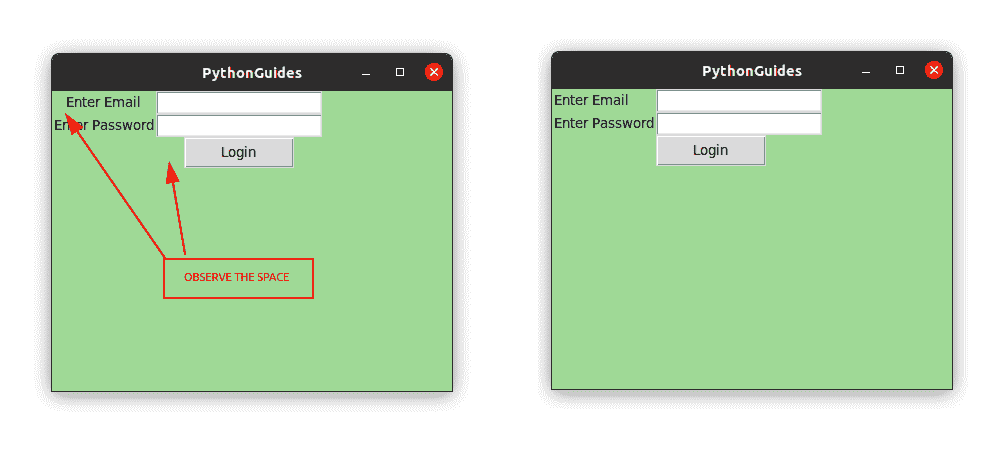 PythonGuides
Enter Email
Enter Password
Login
OBSERVE THE SPACE
PythonGuides
Enter Email
Enter Password
Login